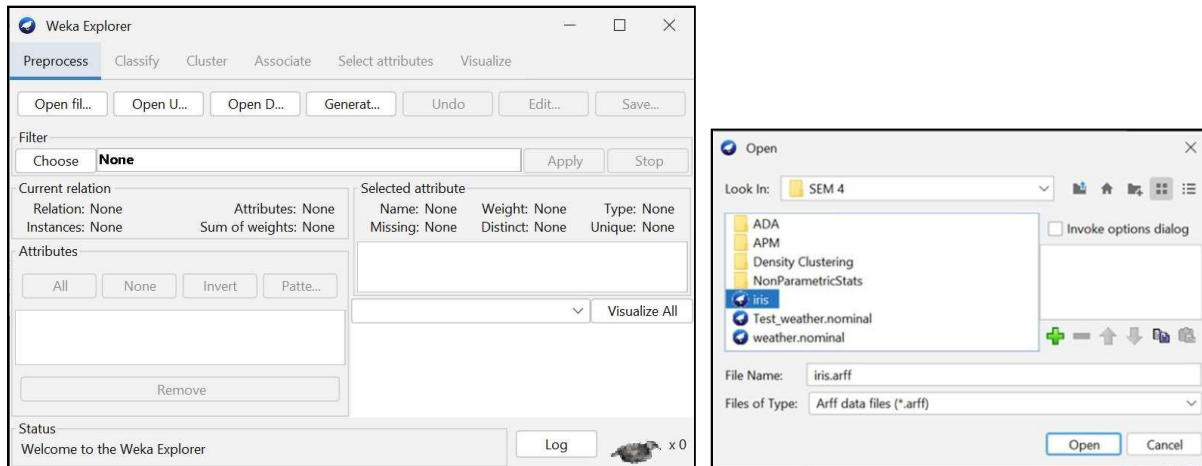 Weka Explorer
Preprocess Classify Cluster Associate Select attributes Visualize
Open fil... Open U... Open D... Generat... Undo Edit... Save...
Filter
Choose None Apply Stop
Current relation
Relation: None Attributes: None
Instances: None Sum of weights: None
Selected attribute
Name: None Weight: None Type: None
Missing: None Distinct: None Unique: None
Attributes
All None Invert Patte...
Visualize All
Remove
Status
Welcome to the Weka Explorer
Log x 0
Open
Look In: SEM 4
ADA
APM
Density Clustering
NonParametricStats
iris
Test_weather.nominal
weather.nominal
Invoke options dialog
File Name: iris.arff
Files of Type: Arff data files (*.arff)
Open Cancel